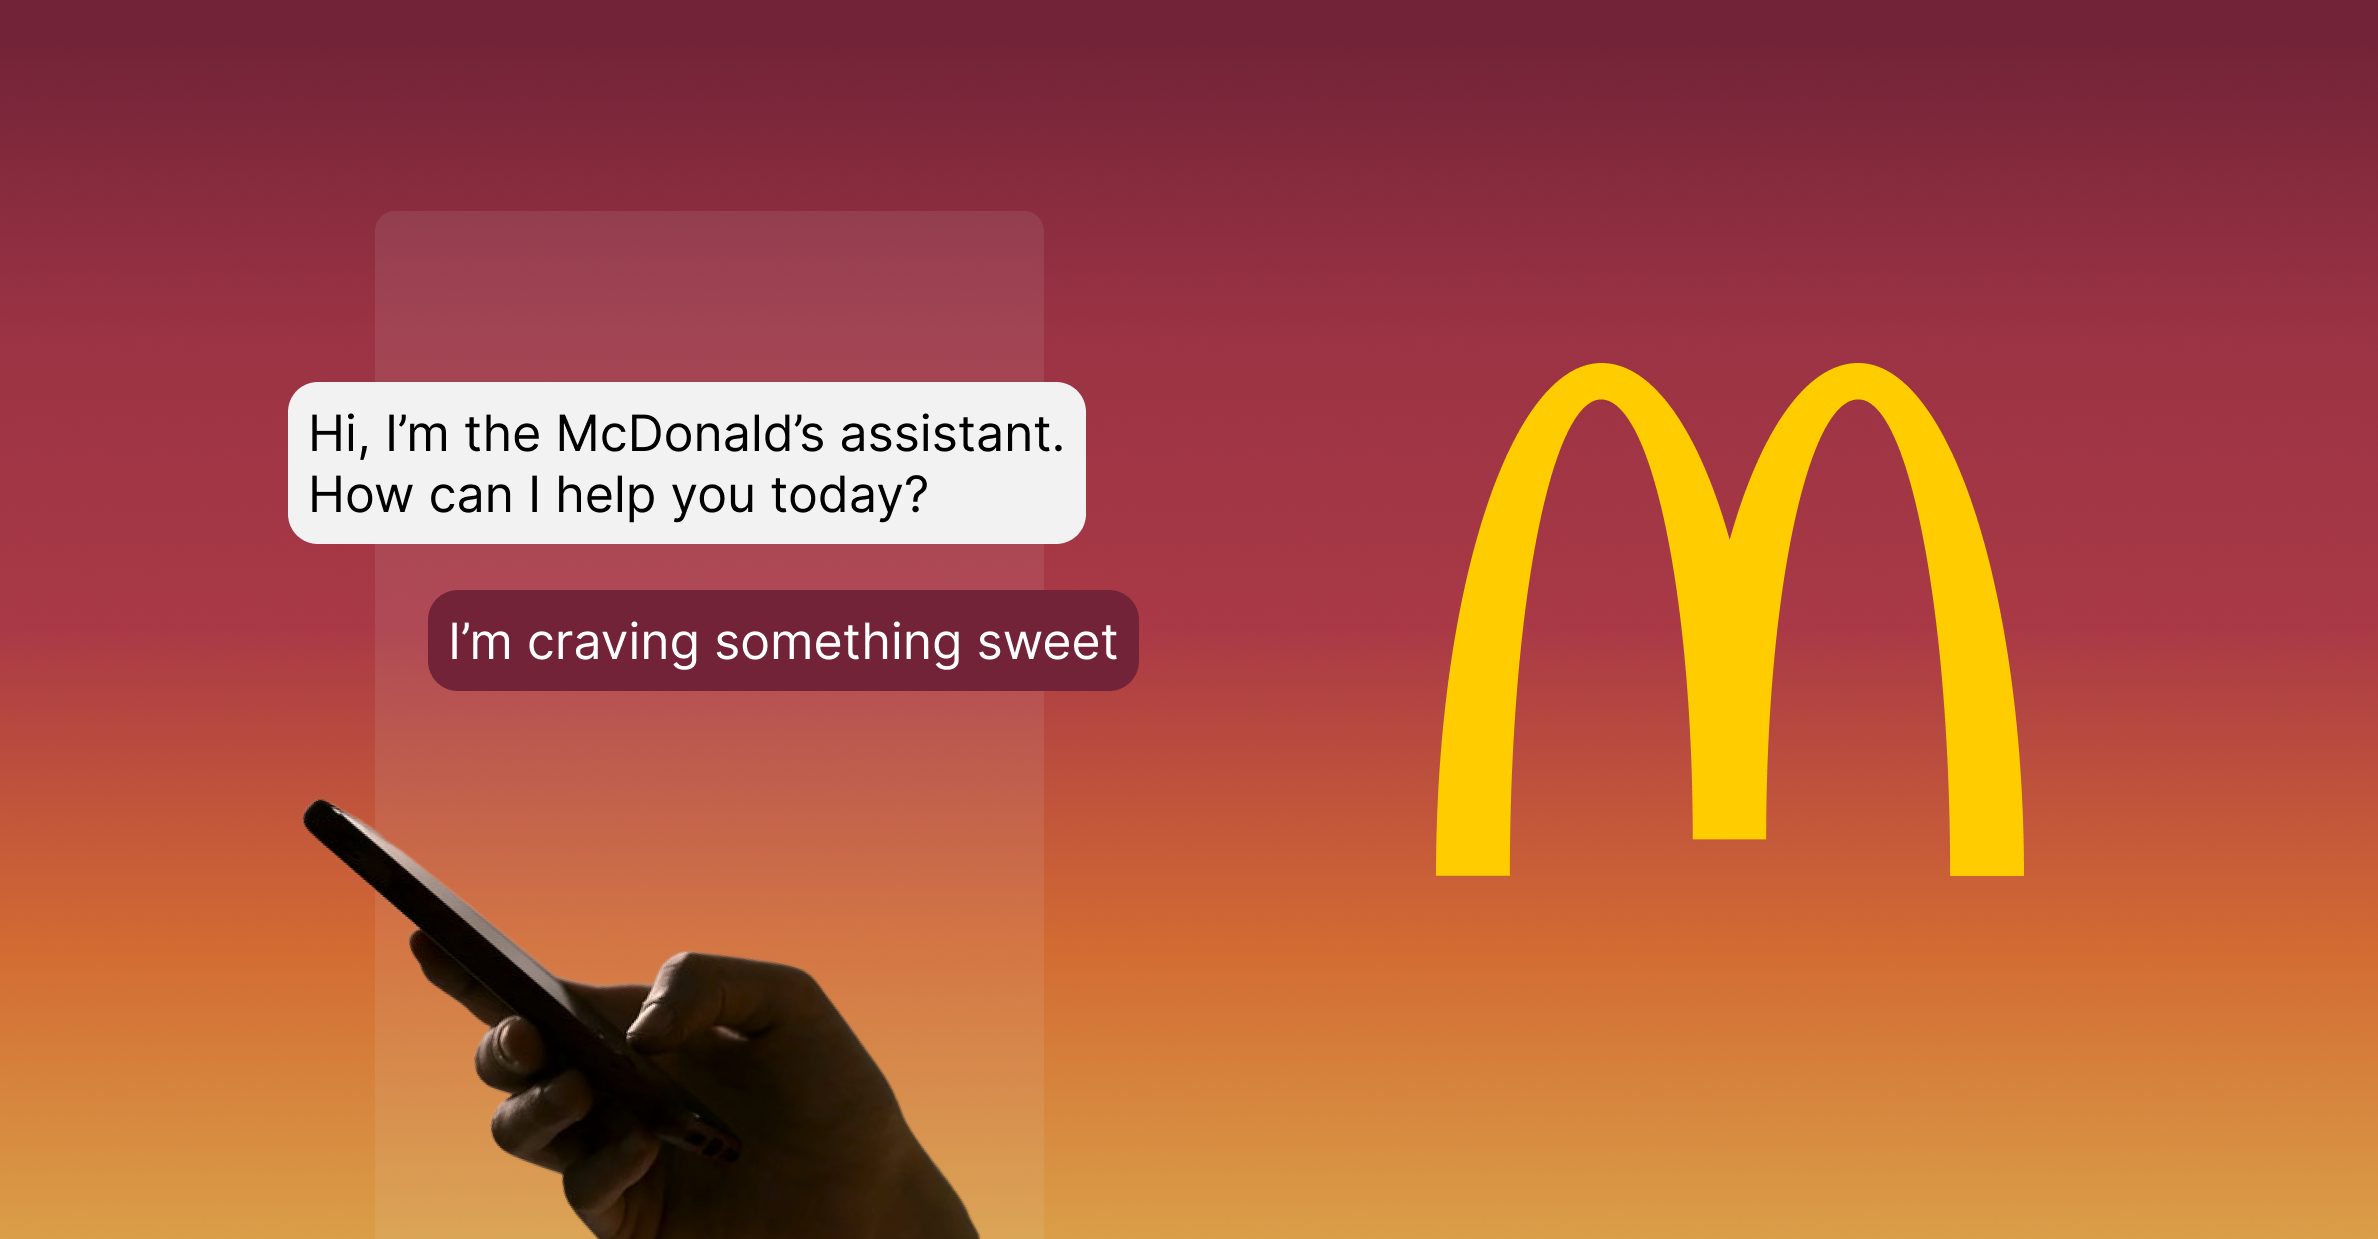 Hi, I’m the McDonald’s assistant.
How can I help you today?
I’m craving something sweet